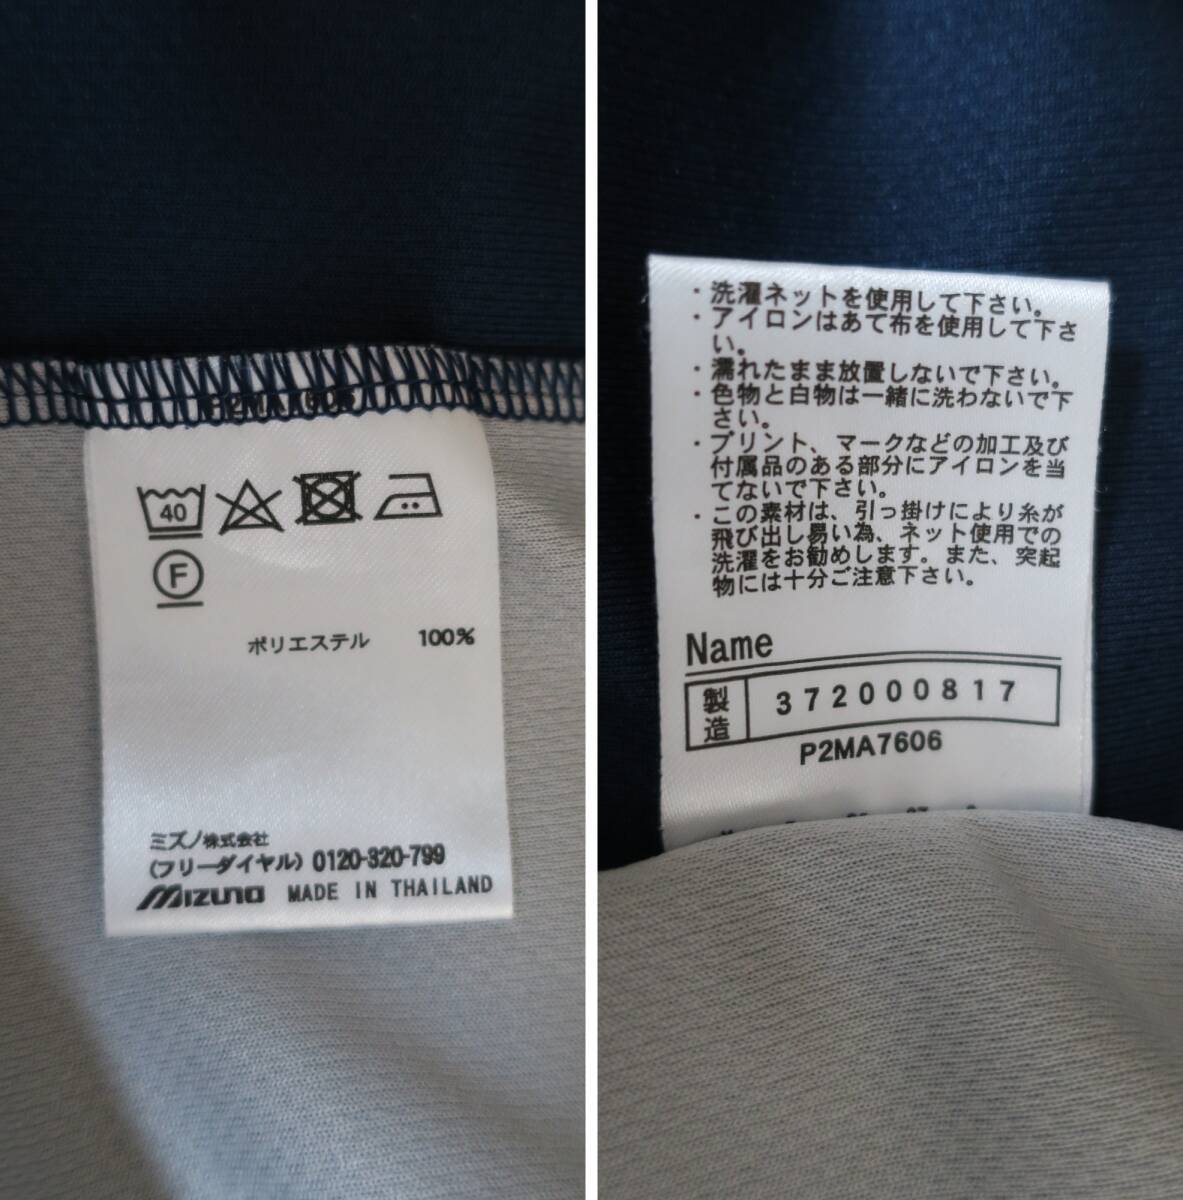 P2MA7606
40
F
ポリエステル 100%
ミズノ株式会社
(フリーダイヤル) 0120-320-799
MIZUNO MADE IN THAILAND
・洗濯ネットを使用して下さい。
・アイロンはあて布を使用して下さ
い。
・濡れたまま放置しないで下さい。
・色物と白物は一緒に洗わないで下
さい。
・プリント、マークなどの加工及び
付属品のある部分にアイロンを当
てないで下さい。
・この素材は、引っ掛けにより糸が
飛び出し易い為、ネット使用での
洗濯をお勧めします。また、突起
物には十分ご注意下さい。
Name
製造 372000817
P2MA7606